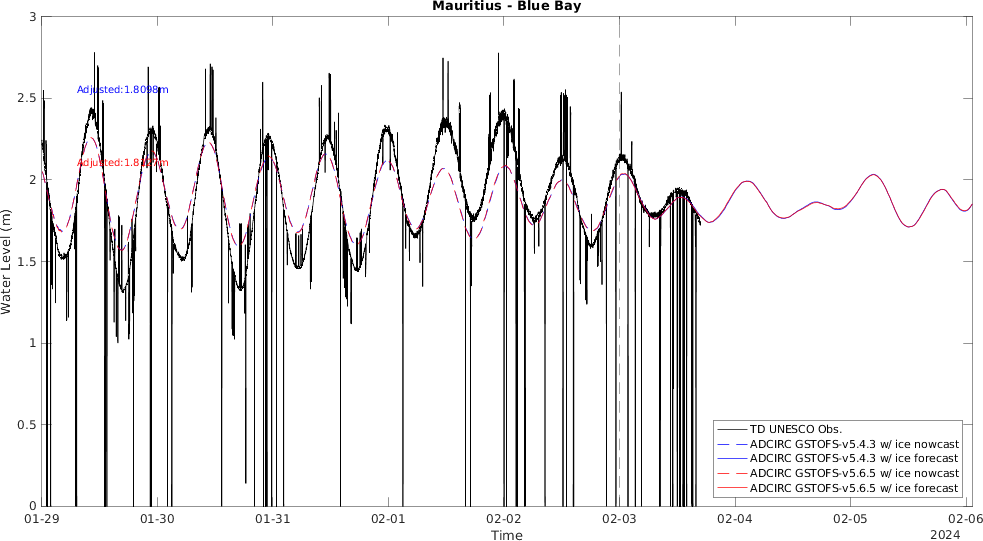 Mauritius - Blue Bay
3
2.5
2
1.5
1
0.5
0
Water Level (m)
Adjusted:1.8098m
01-29
01-30
01-31
02-01
02-02
02-03
02-04
02-05
02-06
Time
2024
TD UNESCO Obs.
ADCIRC GSTOFS-v5.4.3 w/ ice nowcast
ADCIRC GSTOFS-v5.4.3 w/ ice forecast
ADCIRC GSTOFS-v5.6.5 w/ ice nowcast
ADCIRC GSTOFS-v5.6.5 w/ ice forecast